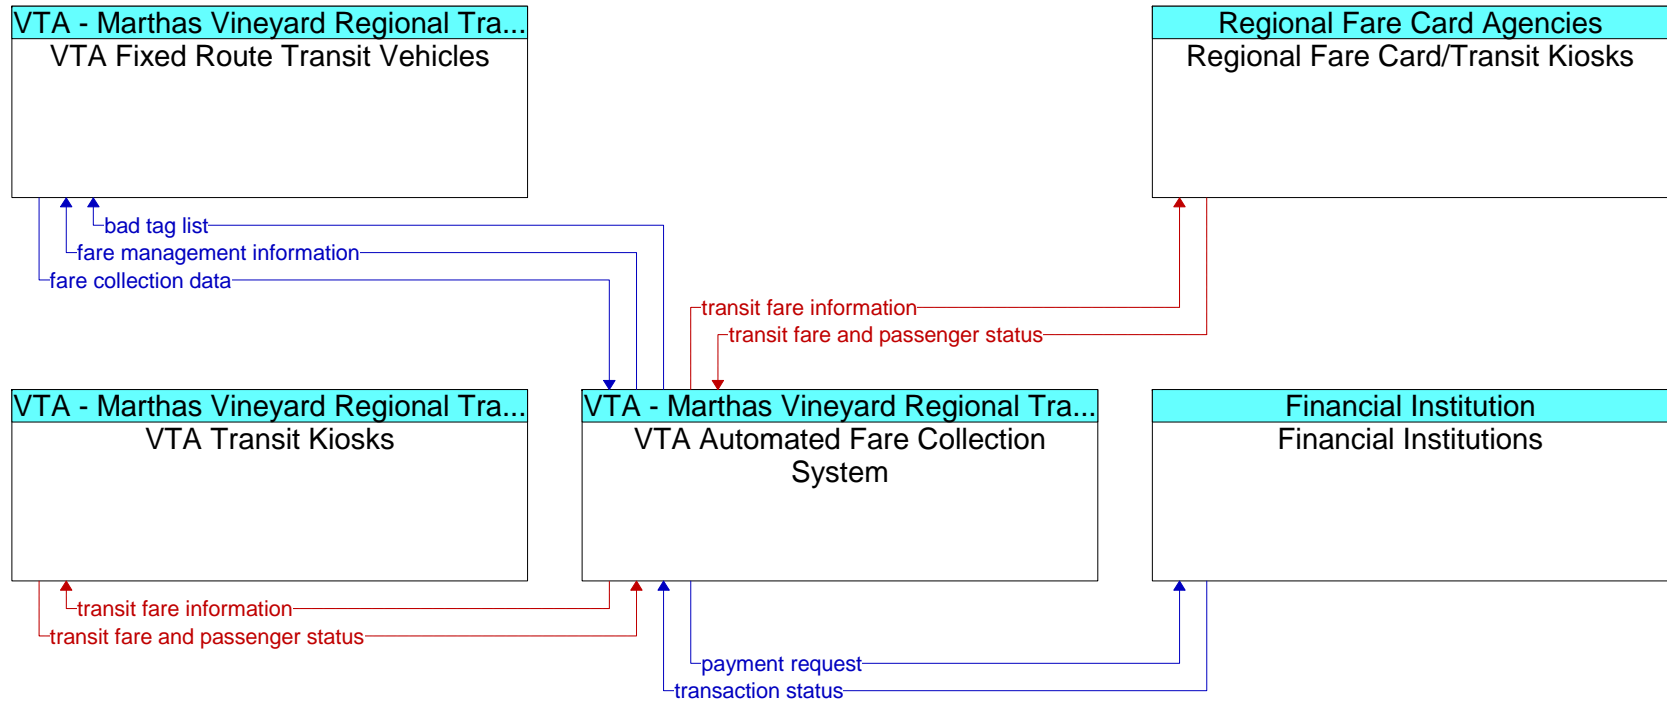 VTA - Marthas Vineyard Regional Tra...
VTA Fixed Route Transit Vehicles
Regional Fare Card Agencies
Regional Fare Card/Transit Kiosks
bad tag list
fare management information
fare collection data
transit fare information
transit fare and passenger status
VTA - Marthas Vineyard Regional Tra...
VTA Transit Kiosks
VTA - Marthas Vineyard Regional Tra...
VTA Automated Fare Collection
System
Financial Institution
Financial Institutions
transit fare information
transit fare and passenger status
payment request
transaction status